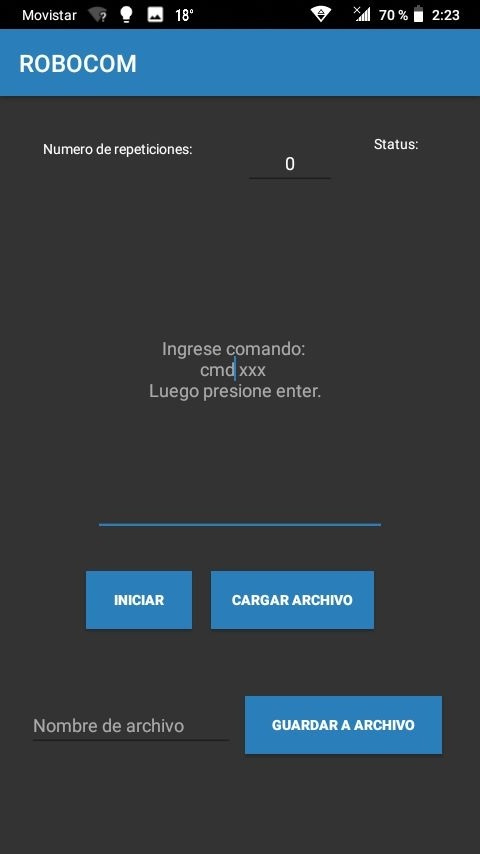 Movistar 18° 70 % 2:23
ROBOCOM
Numero de repeticiones:
0
Status:
Ingrese comando:
cmd xxx
Luego presione enter.
INICIAR
CARGAR ARCHIVO
Nombre de archivo
GUARDAR A ARCHIVO